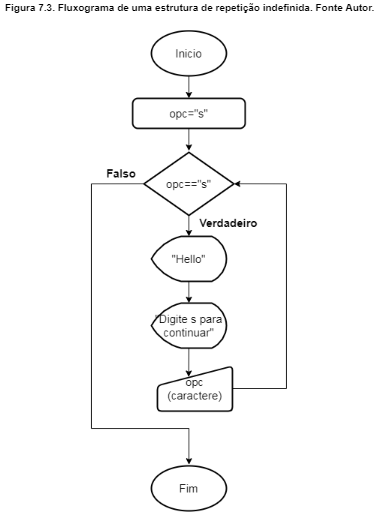 Figura 7.3. Fluxograma de uma estrutura de repetição indefinida. Fonte Autor.
Inicio
opc="s"
Falso
opc=="s"
Verdadeiro
"Hello"
"Digite s para
continuar"
opc
(caractere)
Fim